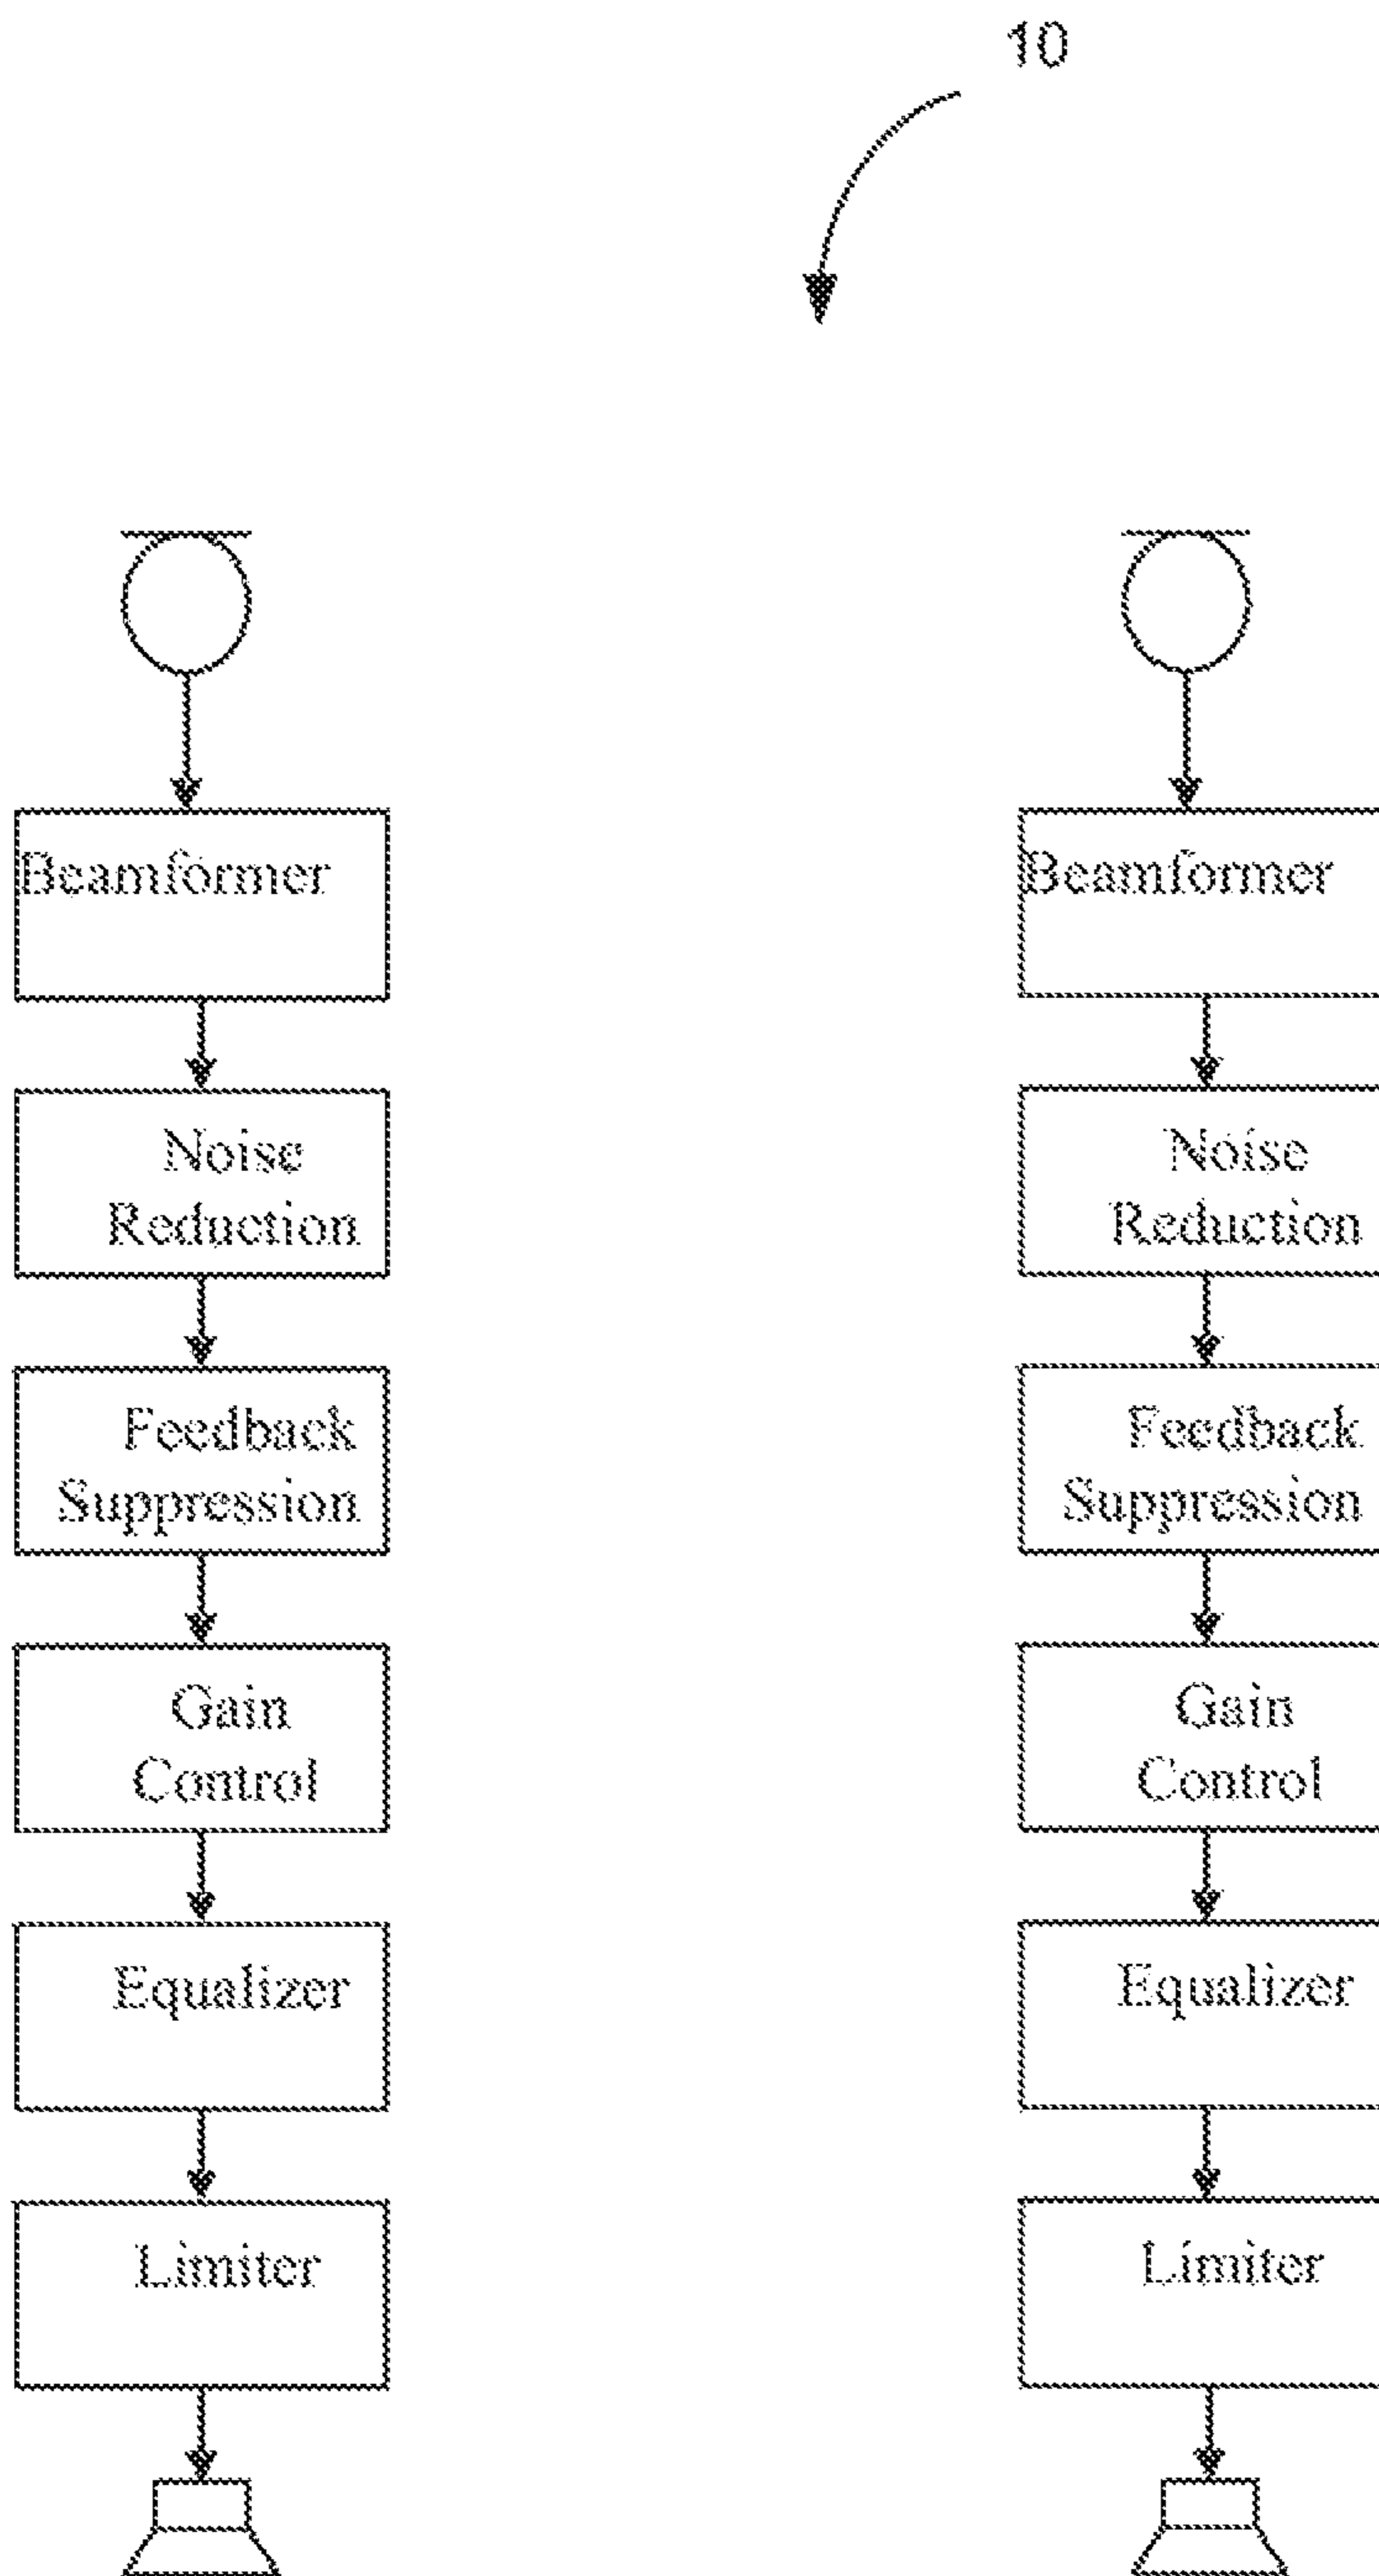 10
Beamformer
Noise
Reduction
Feedback
Suppression
Gain
Control
Equalizer
Limiter
Beamformer
Noise
Reduction
Feedback
Suppression
Gain
Control
Equalizer
Limiter